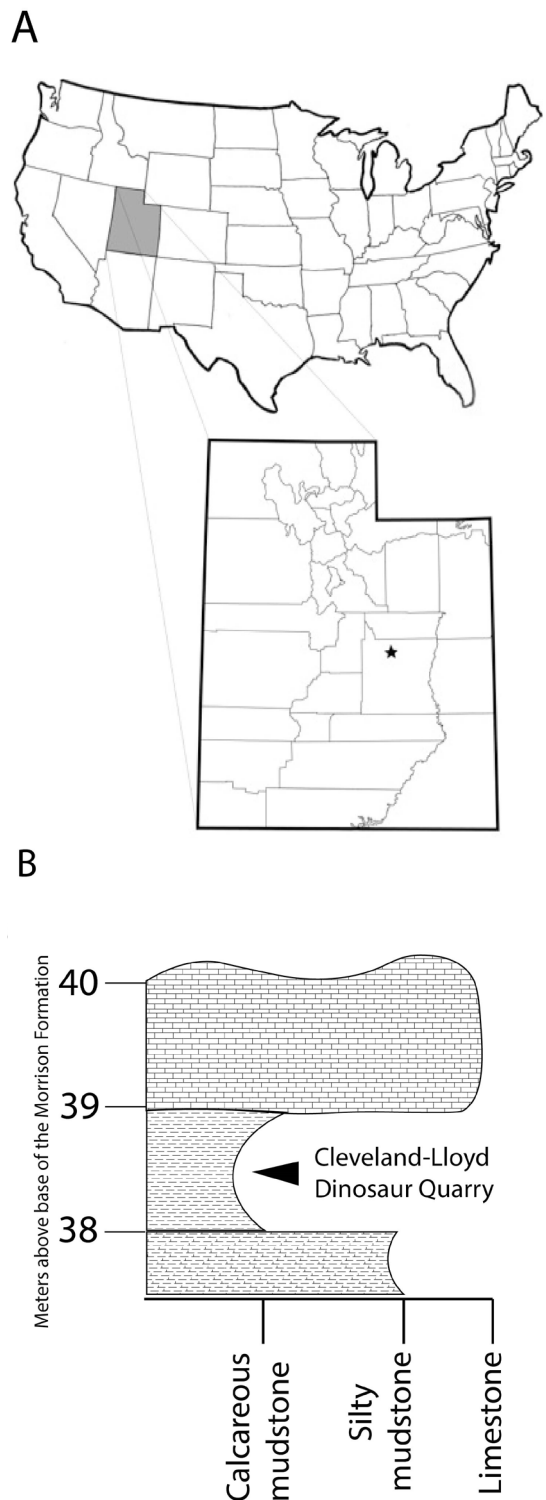 A
B
Meters above base of the Morrison Formation
40
39
38
Cleveland-Lloyd
Dinosaur Quarry
Calcareous
mudstone
Silty
mudstone
Limestone